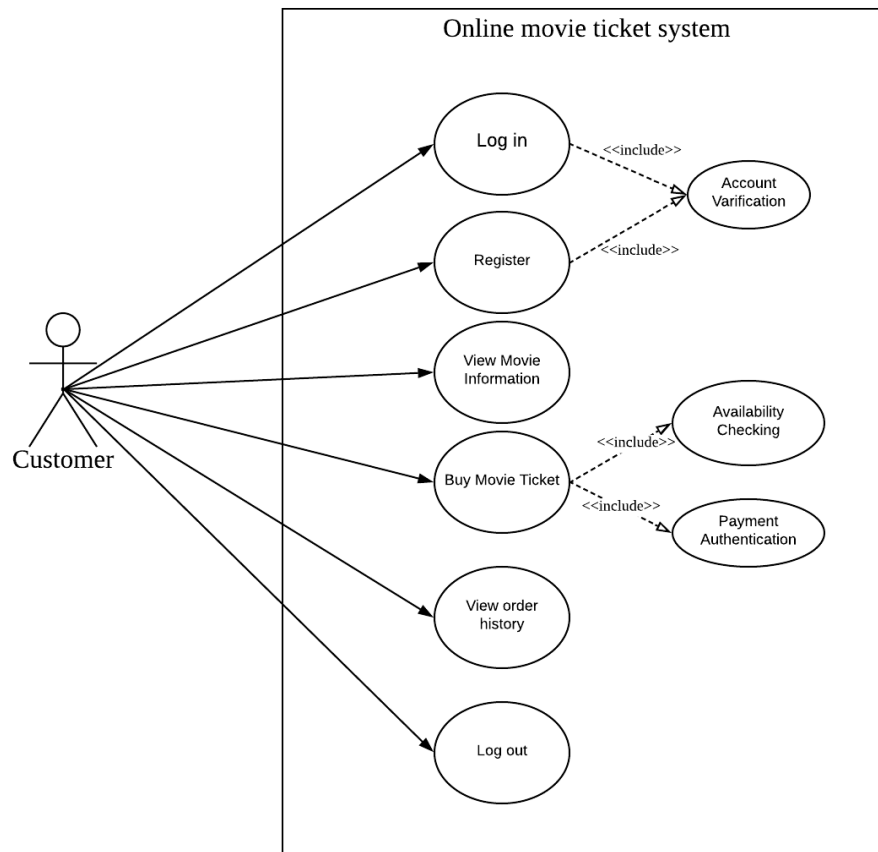 Online movie ticket system
Log in
<<include>>
Account
Varification
<<include>>
Register
View Movie
Information
Customer
Buy Movie Ticket
<<include>>
Availability
Checking
<<include>>
Payment
Authentication
View order
history
Log out